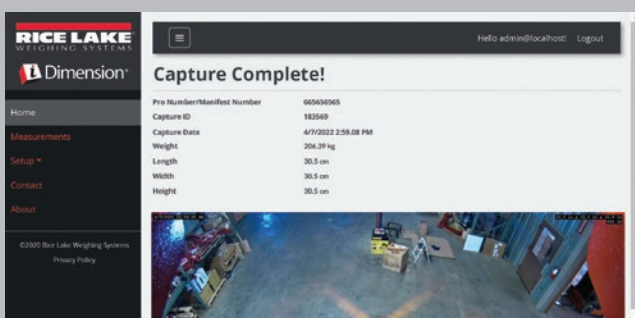 RICE LAKE
WEIGHING SYSTEMS
iDimension®
Home
Measurements
Setup
Contact
About
©2020 Rice Lake Weighing Systems
Privacy Policy
Hello admin@localhost! Logout
Capture Complete!
Pro Number/Manifest Number 665656565
Capture ID 183569
Capture Date 4/7/2022 2:59:08 PM
Weight 206.39 kg
Length 30.5 cm
Width 30.5 cm
Height 30.5 cm